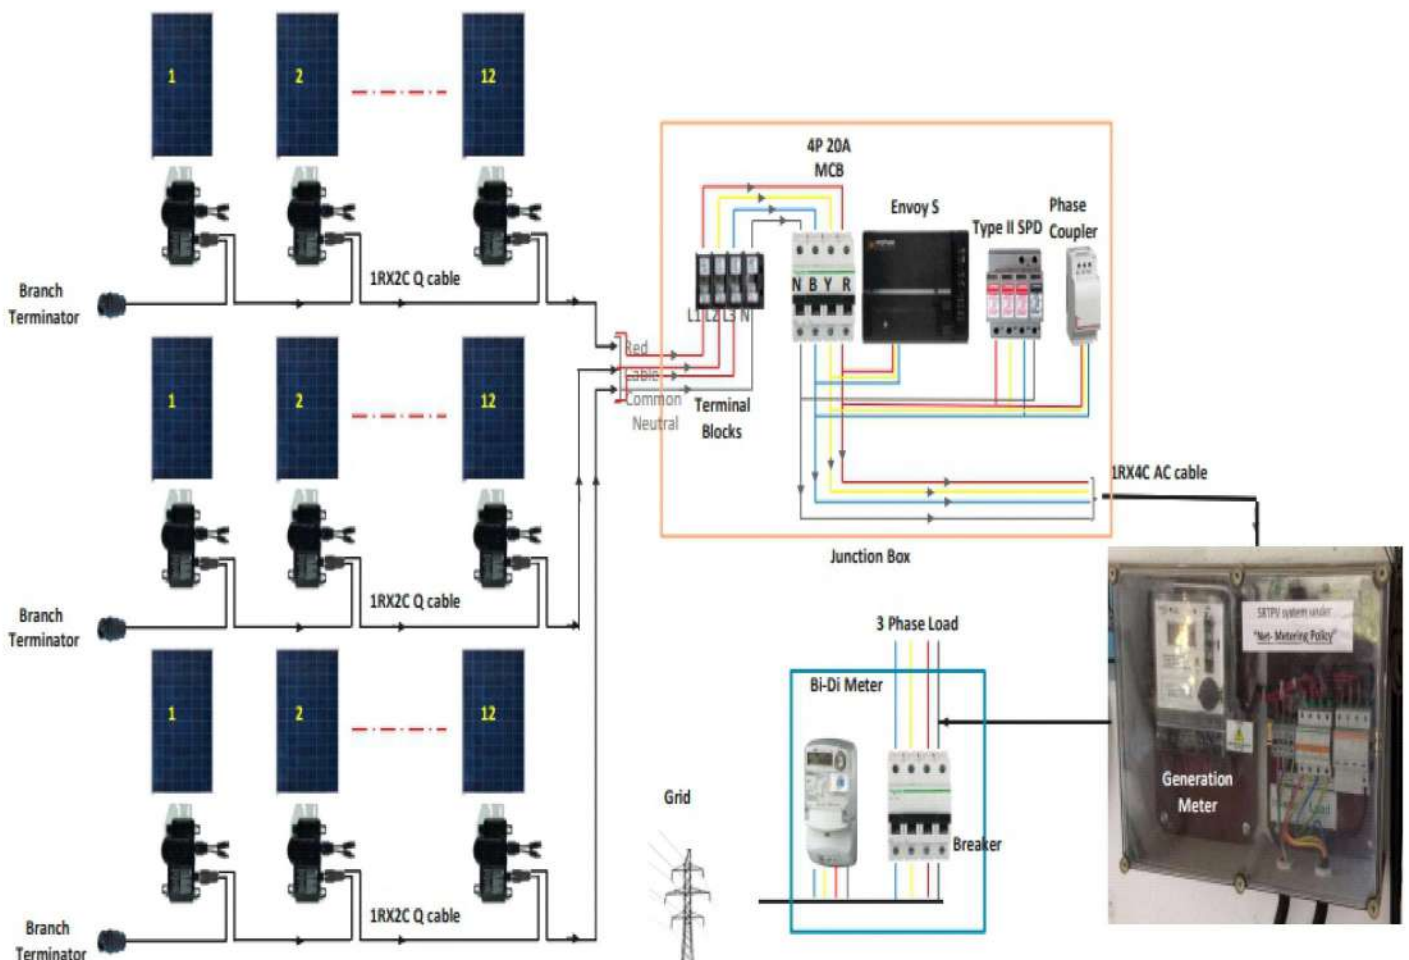 1
2
12
1RX2C Q cable
Branch
Terminator
1
2
12
1RX2C Q cable
Branch
Terminator
1
2
12
1RX2C Q cable
Branch
Terminator
Red
Cable
Common
Neutral
4P 20A
MCB
Envoy S
Type II SPD
Phase
Coupler
L1 L2 L3 N
N B Y R
Terminal
Blocks
1RX4C AC cable
Junction Box
3 Phase Load
Bi-Di Meter
Breaker
Grid
SRTPV system under
"Net- Metering Policy"
Generation
Meter
Load